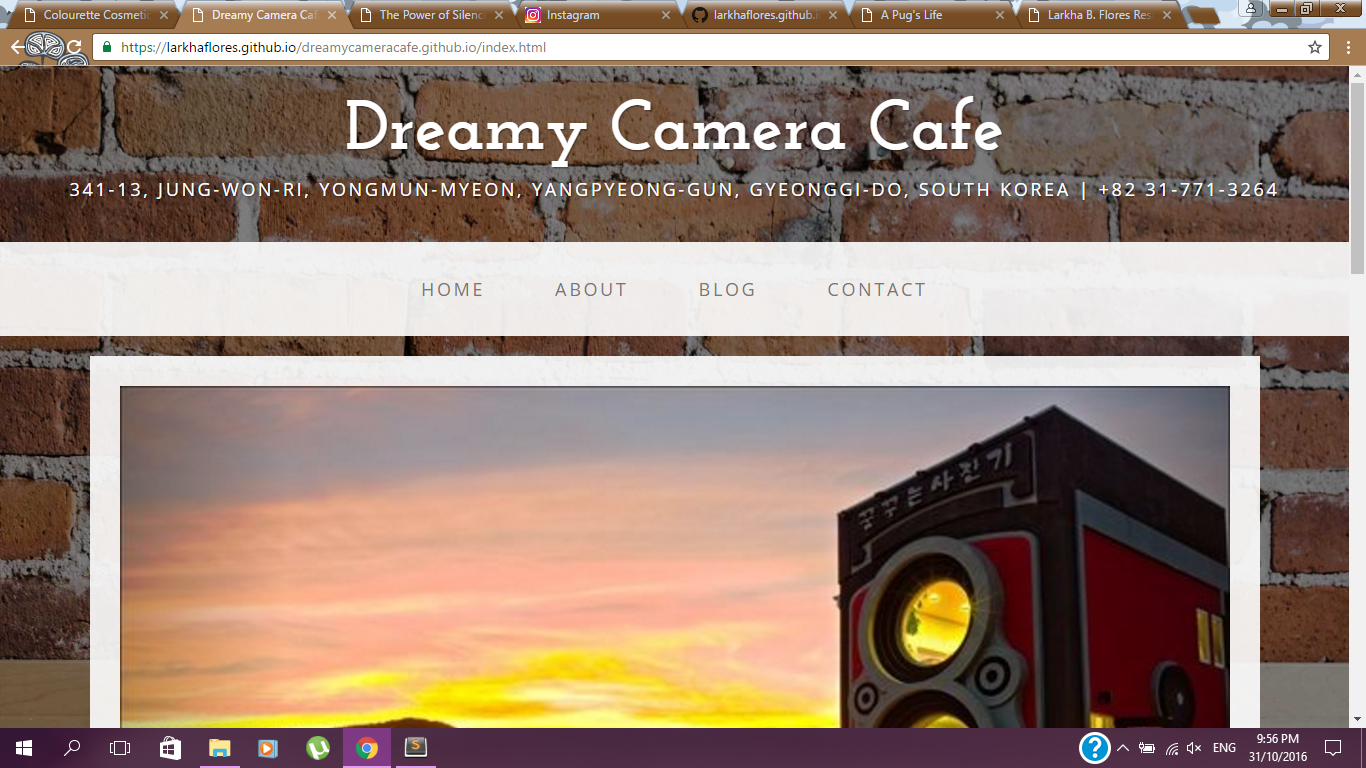 Colourette Cosmetic
Dreamy Camera Caf
The Power of Silenc
Instagram
larkhaflores.github.i
A Pug's Life
Larkha B. Flores Res
https://larkhaflores.github.io/dreamycameracafe.github.io/index.html
Dreamy Camera Cafe
341-13, JUNG-WON-RI, YONGMUN-MYEON, YANGPYEONG-GUN, GYEONGGI-DO, SOUTH KOREA | +82 31-771-3264
HOME ABOUT BLOG CONTACT
꿈꾸는사진기
ENG
9:56 PM
31/10/2016